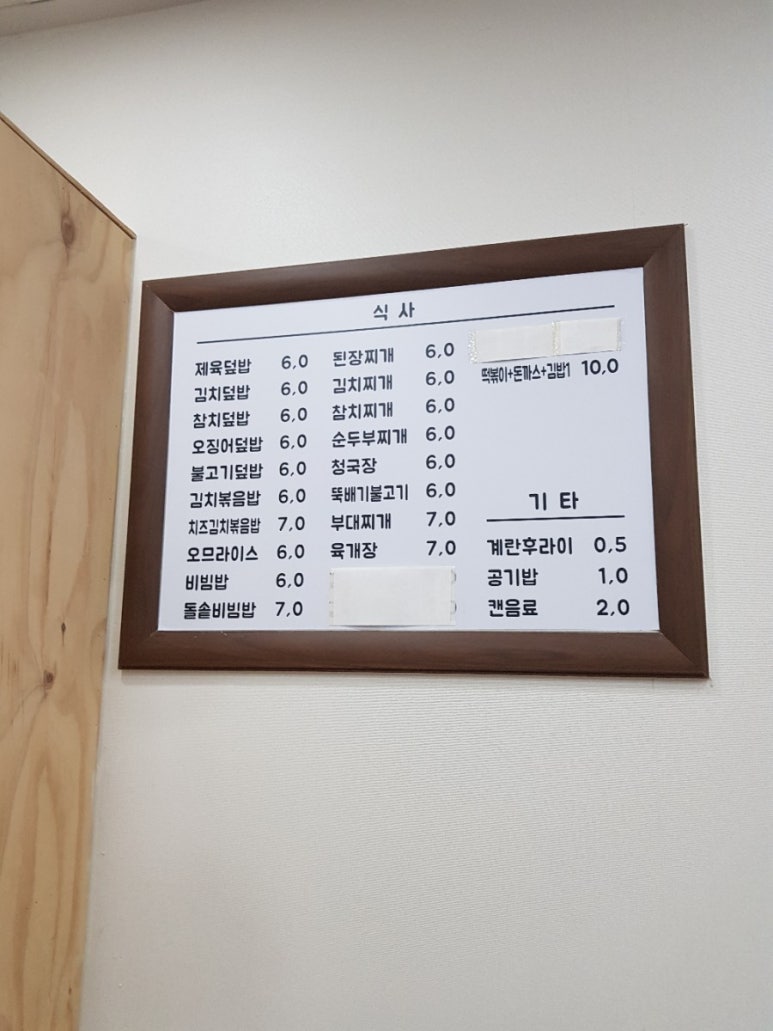 식사
제육덮밥 6,0
김치덮밥 6,0
참치덮밥 6,0
오징어덮밥 6,0
불고기덮밥 6,0
김치볶음밥 6,0
치즈김치볶음밥 7,0
오므라이스 6,0
비빔밥 6,0
돌솥비빔밥 7,0
된장찌개 6,0
김치찌개 6,0
참치찌개 6,0
순두부찌개 6,0
청국장 6,0
뚝배기불고기 6,0
부대찌개 7,0
육개장 7,0
떡볶이+돈까스+김밥1 10,0
기타
계란후라이 0,5
공기밥 1,0
캔음료 2,0